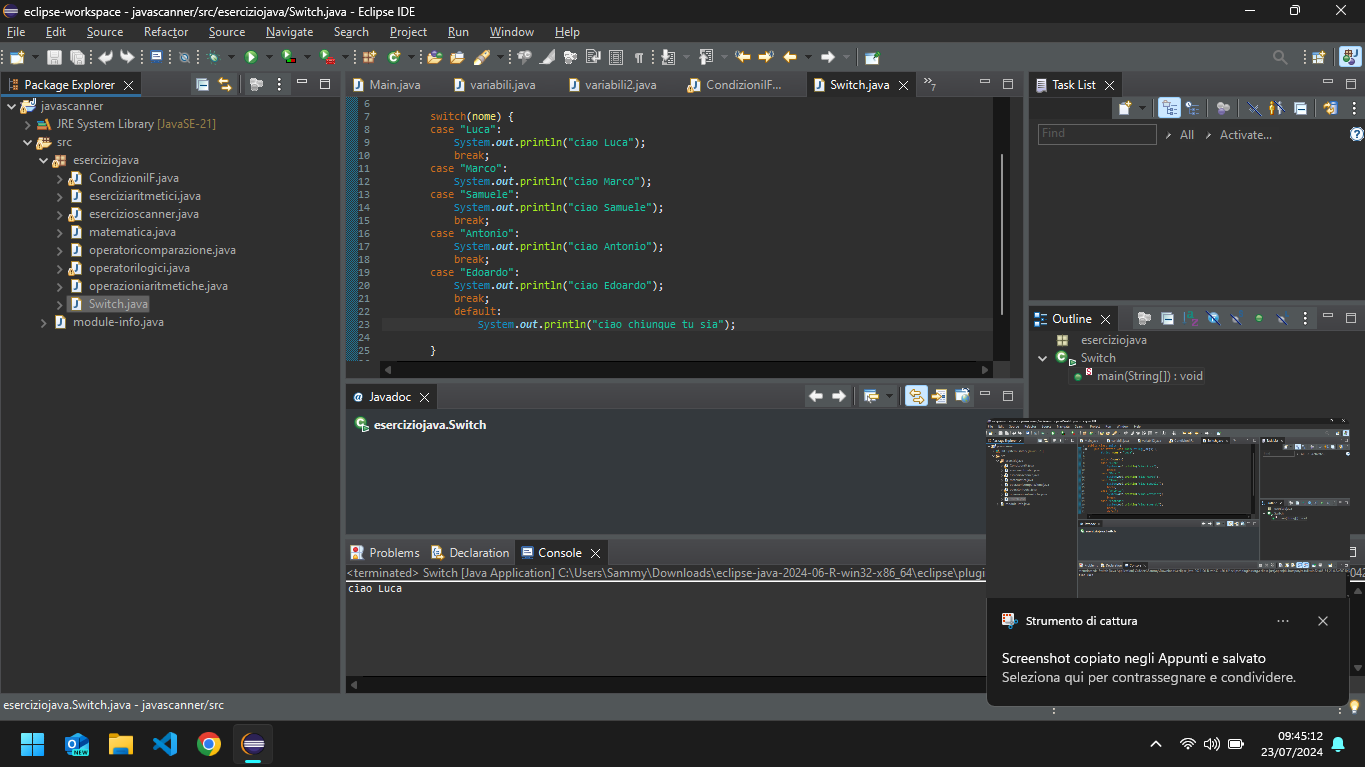 eclipse-workspace - javascanner/src/eserciziojava/Switch.java - Eclipse IDE
File Edit Source Refactor Source Navigate Search Project Run Window Help
Package Explorer
javascanner
JRE System Library [JavaSE-21]
src
eserciziojava
CondizioniIF.java
eserciziaritmetici.java
esercizioscanner.java
matematica.java
operatoricomparazione.java
operatorilogici.java
operazioniaritmetiche.java
Switch.java
module-info.java
Main.java variabili.java variabili2.java CondizioniIF.... Switch.java »7
6
7 switch(nome) {
8 case "Luca":
9 System.out.println("ciao Luca");
10 break;
11 case "Marco":
12 System.out.println("ciao Marco");
13 case "Samuele":
14 System.out.println("ciao Samuele");
15 break;
16 case "Antonio":
17 System.out.println("ciao Antonio");
18 break;
19 case "Edoardo":
20 System.out.println("ciao Edoardo");
21 break;
22 default:
23 System.out.println("ciao chiunque tu sia");
24
25 }
Javadoc
eserciziojava.Switch
Problems Declaration Console
<terminated> Switch [Java Application] C:\Users\Sammy\Downloads\eclipse-java-2024-06-R-win32-x86_64\eclipse\plugi
ciao Luca
Task List
Find All Activate...
Outline
eserciziojava
Switch
main(String[]) : void
Strumento di cattura
Screenshot copiato negli Appunti e salvato
Seleziona qui per contrassegnare e condividere.
eserciziojava.Switch.java - javascanner/src
NEW
09:45:12
23/07/2024